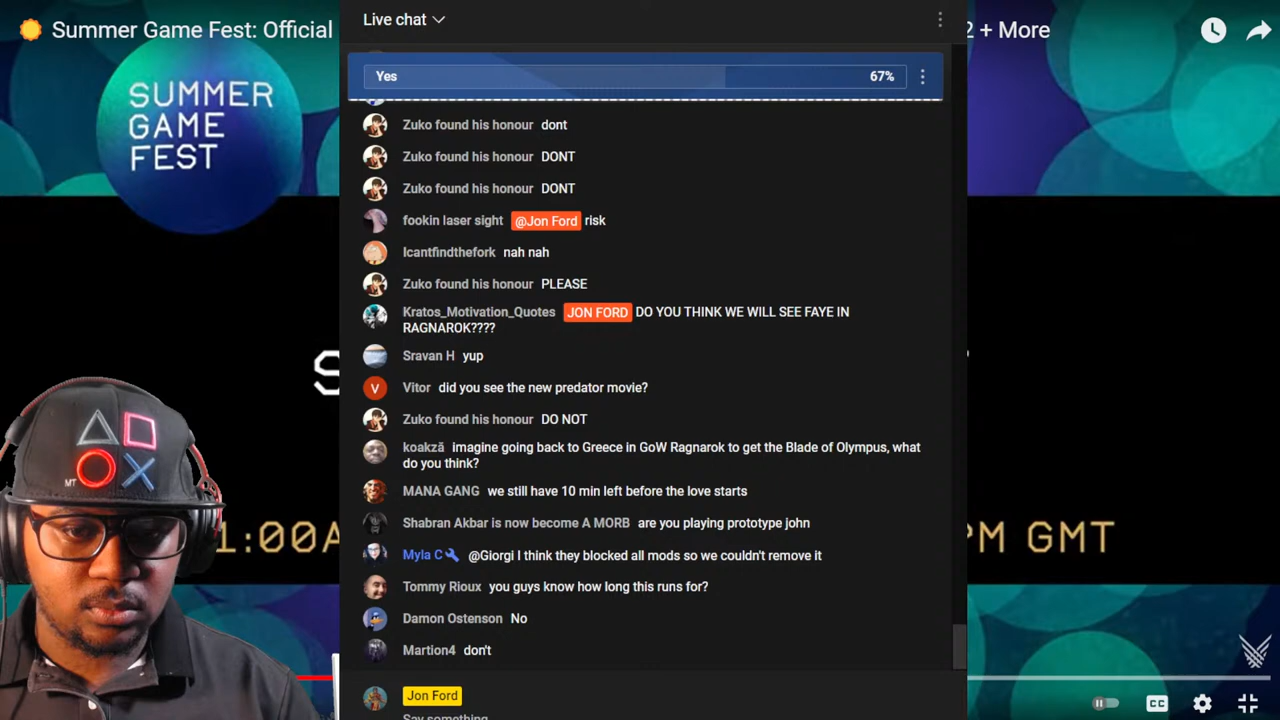 Summer Game Fest: Official
Live chat
2 + More
Yes 67%
SUMMER
GAME
FEST
Zuko found his honour dont
Zuko found his honour DONT
Zuko found his honour DONT
fookin laser sight @Jon Ford risk
Icantfindthefork nah nah
Zuko found his honour PLEASE
Kratos_Motivation_Quotes JON FORD DO YOU THINK WE WILL SEE FAYE IN
RAGNAROK????
Sravan H yup
V Vitor did you see the new predator movie?
Zuko found his honour DO NOT
koakză imagine going back to Greece in GoW Ragnarok to get the Blade of Olympus, what
do you think?
MANA GANG we still have 10 min left before the love starts
Shabran Akbar is now become A MORB are you playing prototype john
Myla C @Giorgi I think they blocked all mods so we couldn't remove it
Tommy Rioux you guys know how long this runs for?
Damon Ostenson No
Martion4 don't
Jon Ford
Say something
S
MT
1:00A
PM GMT
CC